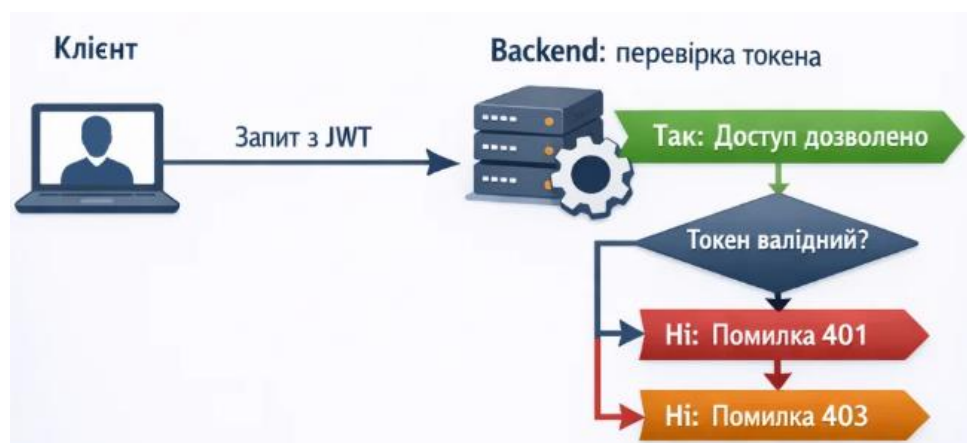 Клієнт
Backend: перевірка токена
Запит з JWT
Так: Доступ дозволено
Токен валідний?
Ні: Помилка 401
Ні: Помилка 403